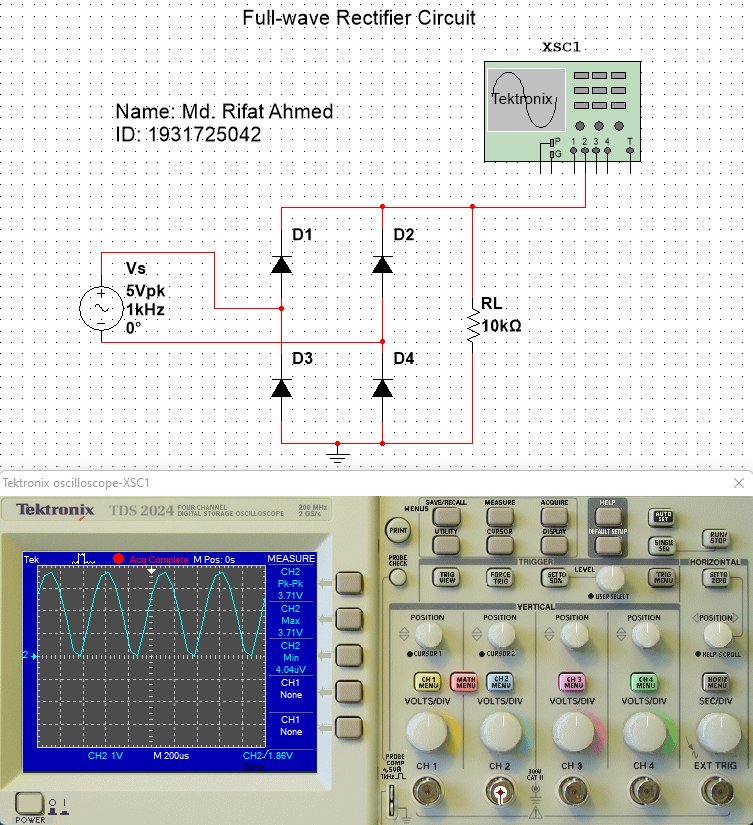 Full-wave Rectifier Circuit
XSC1
Tektronix
P
G
1 2 3 4 T
Name: Md. Rifat Ahmed
ID: 1931725042
D1
D2
Vs
5Vpk
1kHz
0°
RL
10kΩ
D3
D4
Tektronix oscilloscope-XSC1
Tektronix TDS 2024 FOUR CHANNEL DIGITAL STORAGE OSCILLOSCOPE 200 MHz 2 GS/s
MENUS
SAVE/RECALL MEASURE ACQUIRE HELP
AUTO SET
PRINT
UTILITY CURSOR DISPLAY DEFAULT SETUP
SINGLE SEQ
RUN/STOP
PROBE CHECK
TRIGGER
HORIZONTAL
LEVEL
TRIG VIEW
FORCE TRIG
SET TO 50%
USER SELECT
TRIG MENU
SET TO ZERO
VERTICAL
POSITION POSITION POSITION POSITION POSITION
CURSOR 1 CURSOR 2 HELP-SCROLL
CH 1 MENU
MATH MENU
CH 2 MENU
CH 3 MENU
CH 4 MENU
HORIZ MENU
VOLTS/DIV VOLTS/DIV VOLTS/DIV VOLTS/DIV SEC/DIV
PROBE COMP
~5V
1kHz
CH 1 CH 2 300V CAT II CH 3 CH 4 EXT TRIG
Tek Acq Complete M Pos: 0s MEASURE
CH2
Pk-Pk
3.71V
CH2
Max
3.71V
CH2
Min
4.04uV
CH1
None
CH1
None
2
CH2 1V M 200us CH2 1.86V
POWER